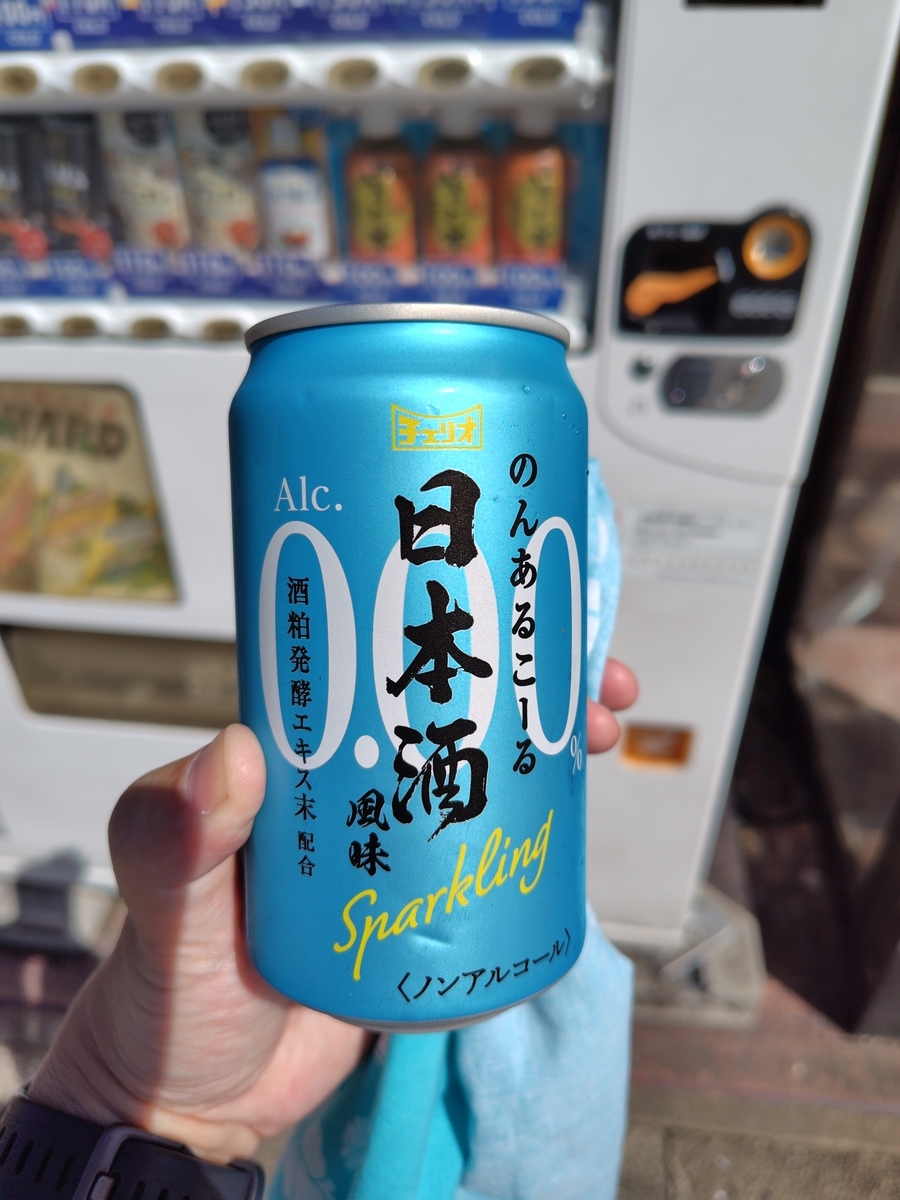 チェリオ
Alc.
0.00%
のんあるこーる
日本酒
風味
酒粕発酵エキス末 配合
Sparkling
〈ノンアルコール〉